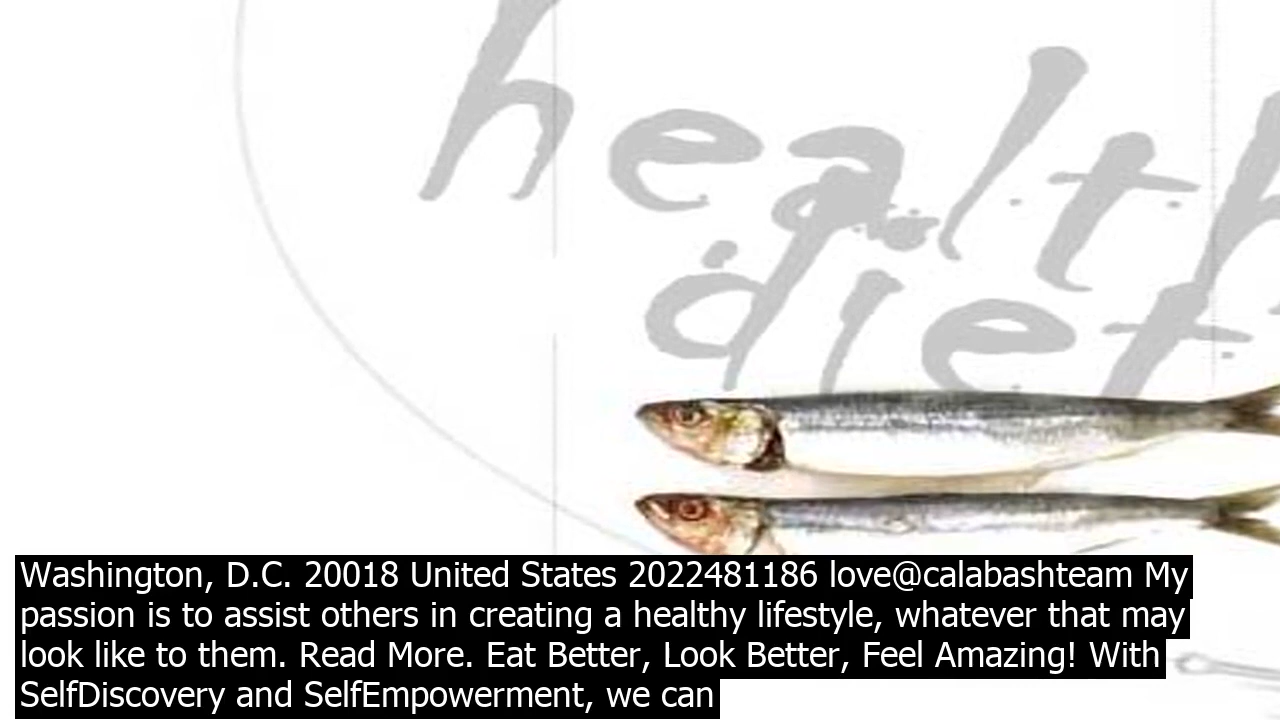 health
diet
Washington, D.C. 20018 United States 2022481186 love@calabashteam My
passion is to assist others in creating a healthy lifestyle, whatever that may
look like to them. Read More. Eat Better, Look Better, Feel Amazing! With
SelfDiscovery and SelfEmpowerment, we can